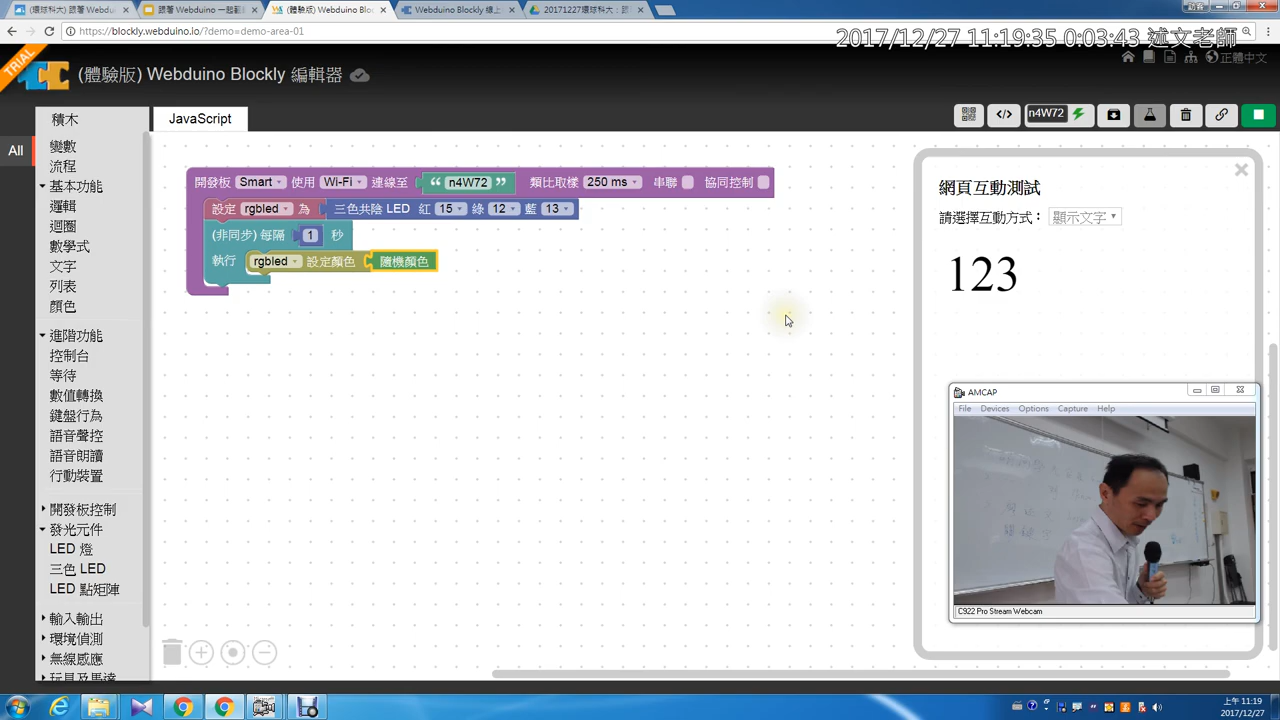 (環球科大) 跟著 Webdu
跟著 Webduino 一起翻
(體驗版) Webduino Bloc
Webduino Blockly 線上
20171227環球科大：跟
訪客
https://blockly.webduino.io/?demo=demo-area-01
2017/12/27 11:19:35 0:03:43 述文老師
TRIAL
(體驗版) Webduino Blockly 編輯器
正體中文
積木
JavaScript
n4W72
All
變數
流程
基本功能
邏輯
迴圈
數學式
文字
列表
顏色
進階功能
控制台
等待
數值轉換
鍵盤行為
語音聲控
語音朗讀
行動裝置
開發板控制
發光元件
LED 燈
三色 LED
LED 點矩陣
輸入輸出
環境偵測
無線感應
玩具及馬達
開發板 Smart 使用 Wi-Fi 連線至 “ n4W72 ” 類比取樣 250 ms 串聯 協同控制
設定 rgbled 為 三色共陰 LED 紅 15 綠 12 藍 13
(非同步) 每隔 1 秒
執行 rgbled 設定顏色 隨機顏色
網頁互動測試
請選擇互動方式： 顯示文字
123
AMCAP
File Devices Options Capture Help
C922 Pro Stream Webcam
上午 11:19
2017/12/27